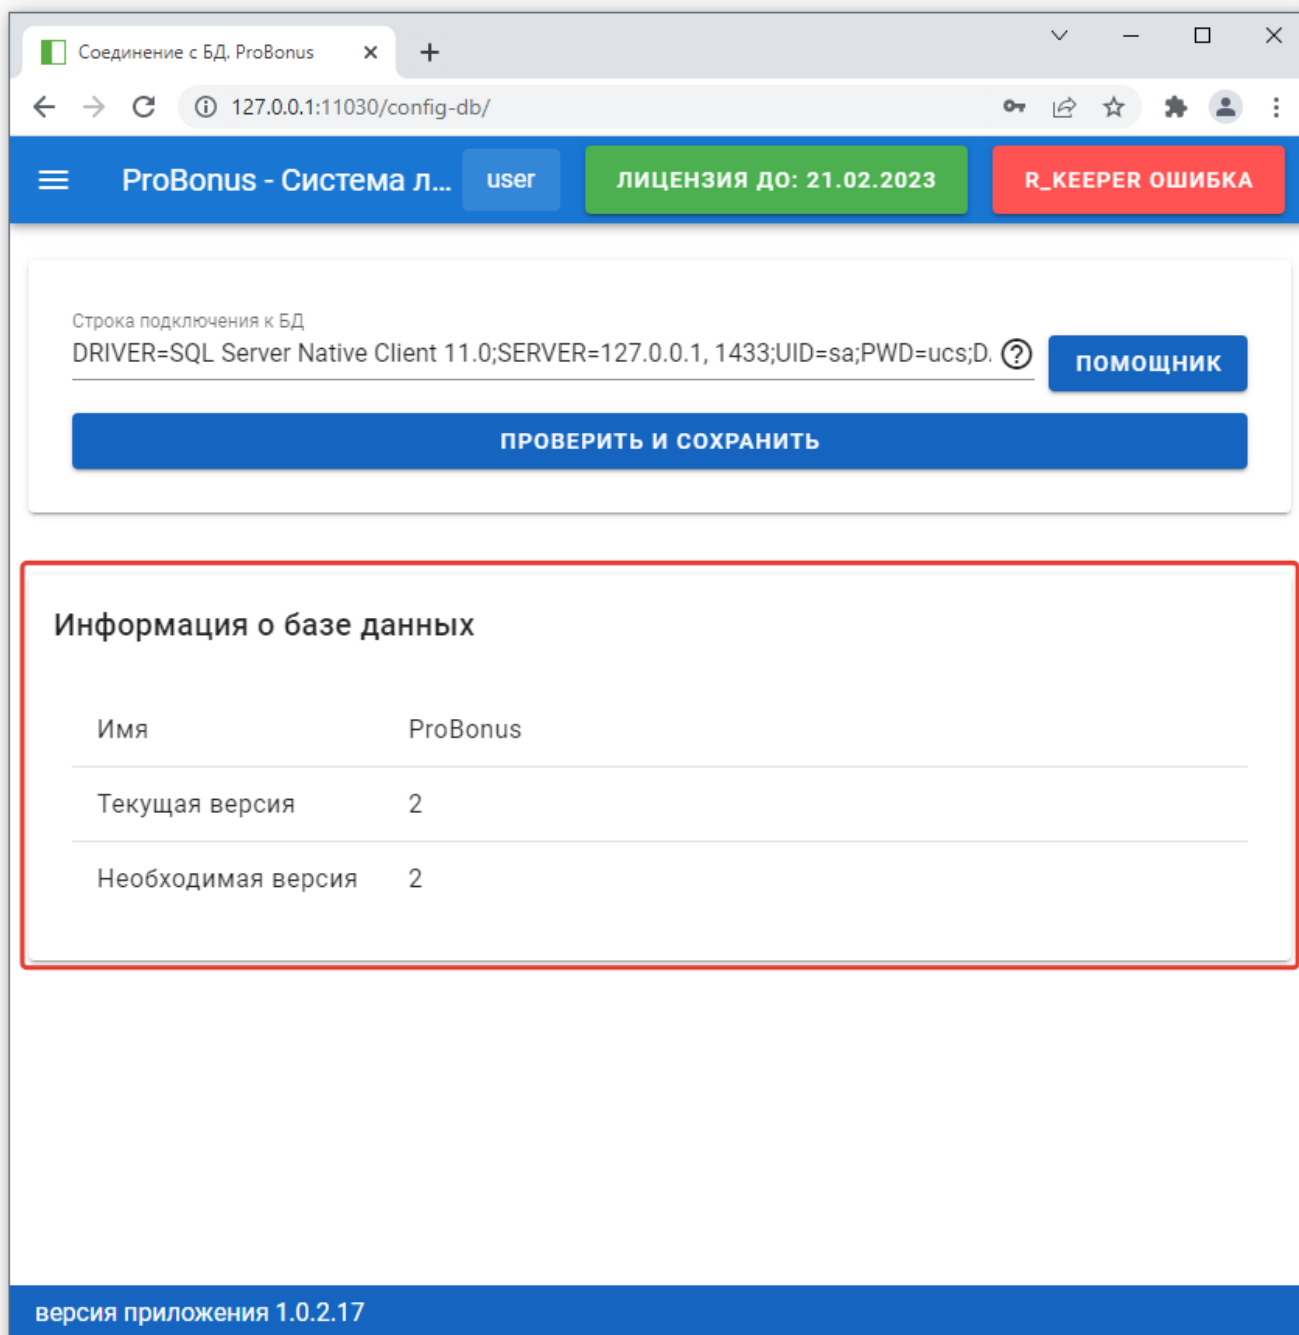 Соединение с БД. ProBonus
127.0.0.1:11030/config-db/
ProBonus - Система л...
user
ЛИЦЕНЗИЯ ДО: 21.02.2023
R_KEEPER ОШИБКА
Строка подключения к БД
DRIVER=SQL Server Native Client 11.0;SERVER=127.0.0.1, 1433;UID=sa;PWD=ucs;D
ПОМОЩНИК
ПРОВЕРИТЬ И СОХРАНИТЬ
Информация о базе данных
Имя ProBonus
Текущая версия 2
Необходимая версия 2
версия приложения 1.0.2.17